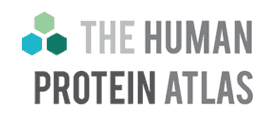 THE HUMAN
PROTEIN ATLAS